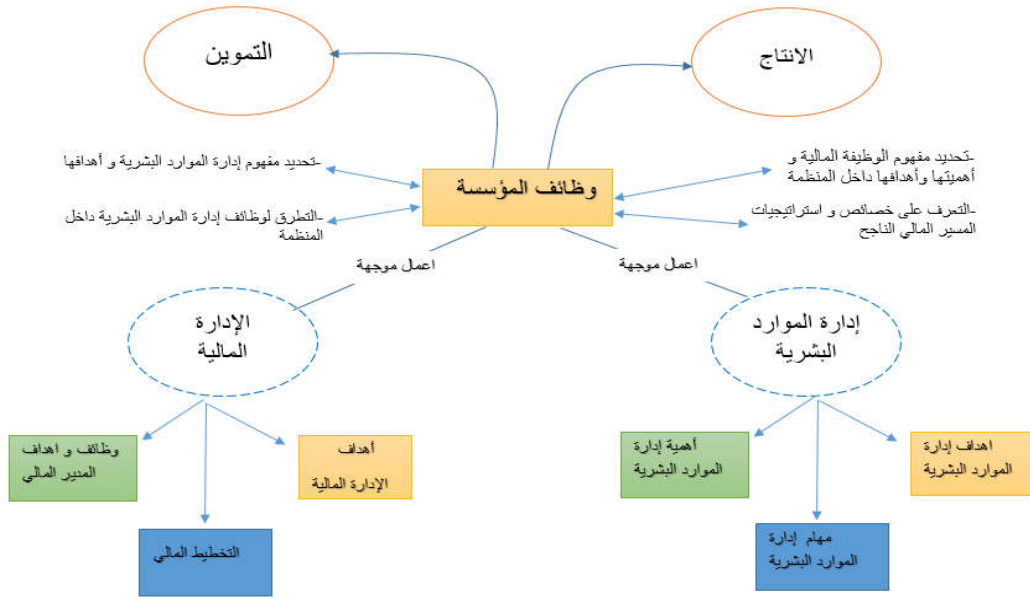 الانتاج
التموين
وظائف المؤسسة
-تحديد مفهوم الوظيفة المالية و
أهميتها وأهدافها داخل المنظمة
-التعرف على خصائص و استراتيجيات
المسير المالي الناجح
-تحديد مفهوم إدارة الموارد البشرية و أهدافها
-التطرق لوظائف إدارة الموارد البشرية داخل
المنظمة
اعمال موجهة
اعمال موجهة
إدارة الموارد
البشرية
الإدارة
المالية
اهداف إدارة
الموارد البشرية
أهمية إدارة
الموارد البشرية
مهام إدارة
الموارد البشرية
أهداف
الإدارة المالية
وظائف و اهداف
المدير المالي
التخطيط المالي